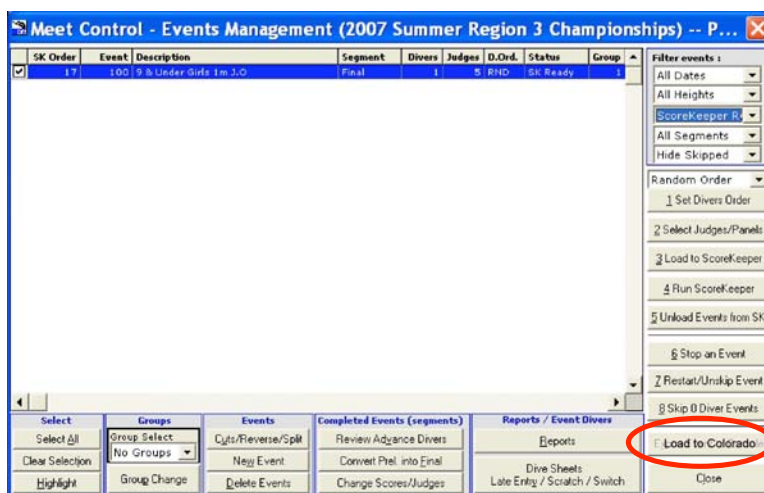 Meet Control - Events Management (2007 Summer Region 3 Championships) -- P...
SK Order Event Description Segment Divers Judges D.Ord. Status Group
17 100 9 & Under Girls 1m J.O Final 1 5 RND SK Ready 1
Filter events :
All Dates
All Heights
ScoreKeeper R
All Segments
Hide Skipped
Random Order
1 Set Divers Order
2 Select Judges/Panels
3 Load to ScoreKeeper
4 Run ScoreKeeper
5 Unload Events from SK
6 Stop an Event
7 Restart/Unskip Event
8 Skip 0 Diver Events
Load to Colorado
Close
Select
Select All
Clear Selection
Highlight
Groups
Group Select
No Groups
Group Change
Events
Cuts/Reverse/Split
New Event
Delete Events
Completed Events (segments)
Review Advance Divers
Convert Prel. into Final
Change Scores/Judges
Reports / Event Divers
Reports
Dive Sheets
Late Entry / Scratch / Switch